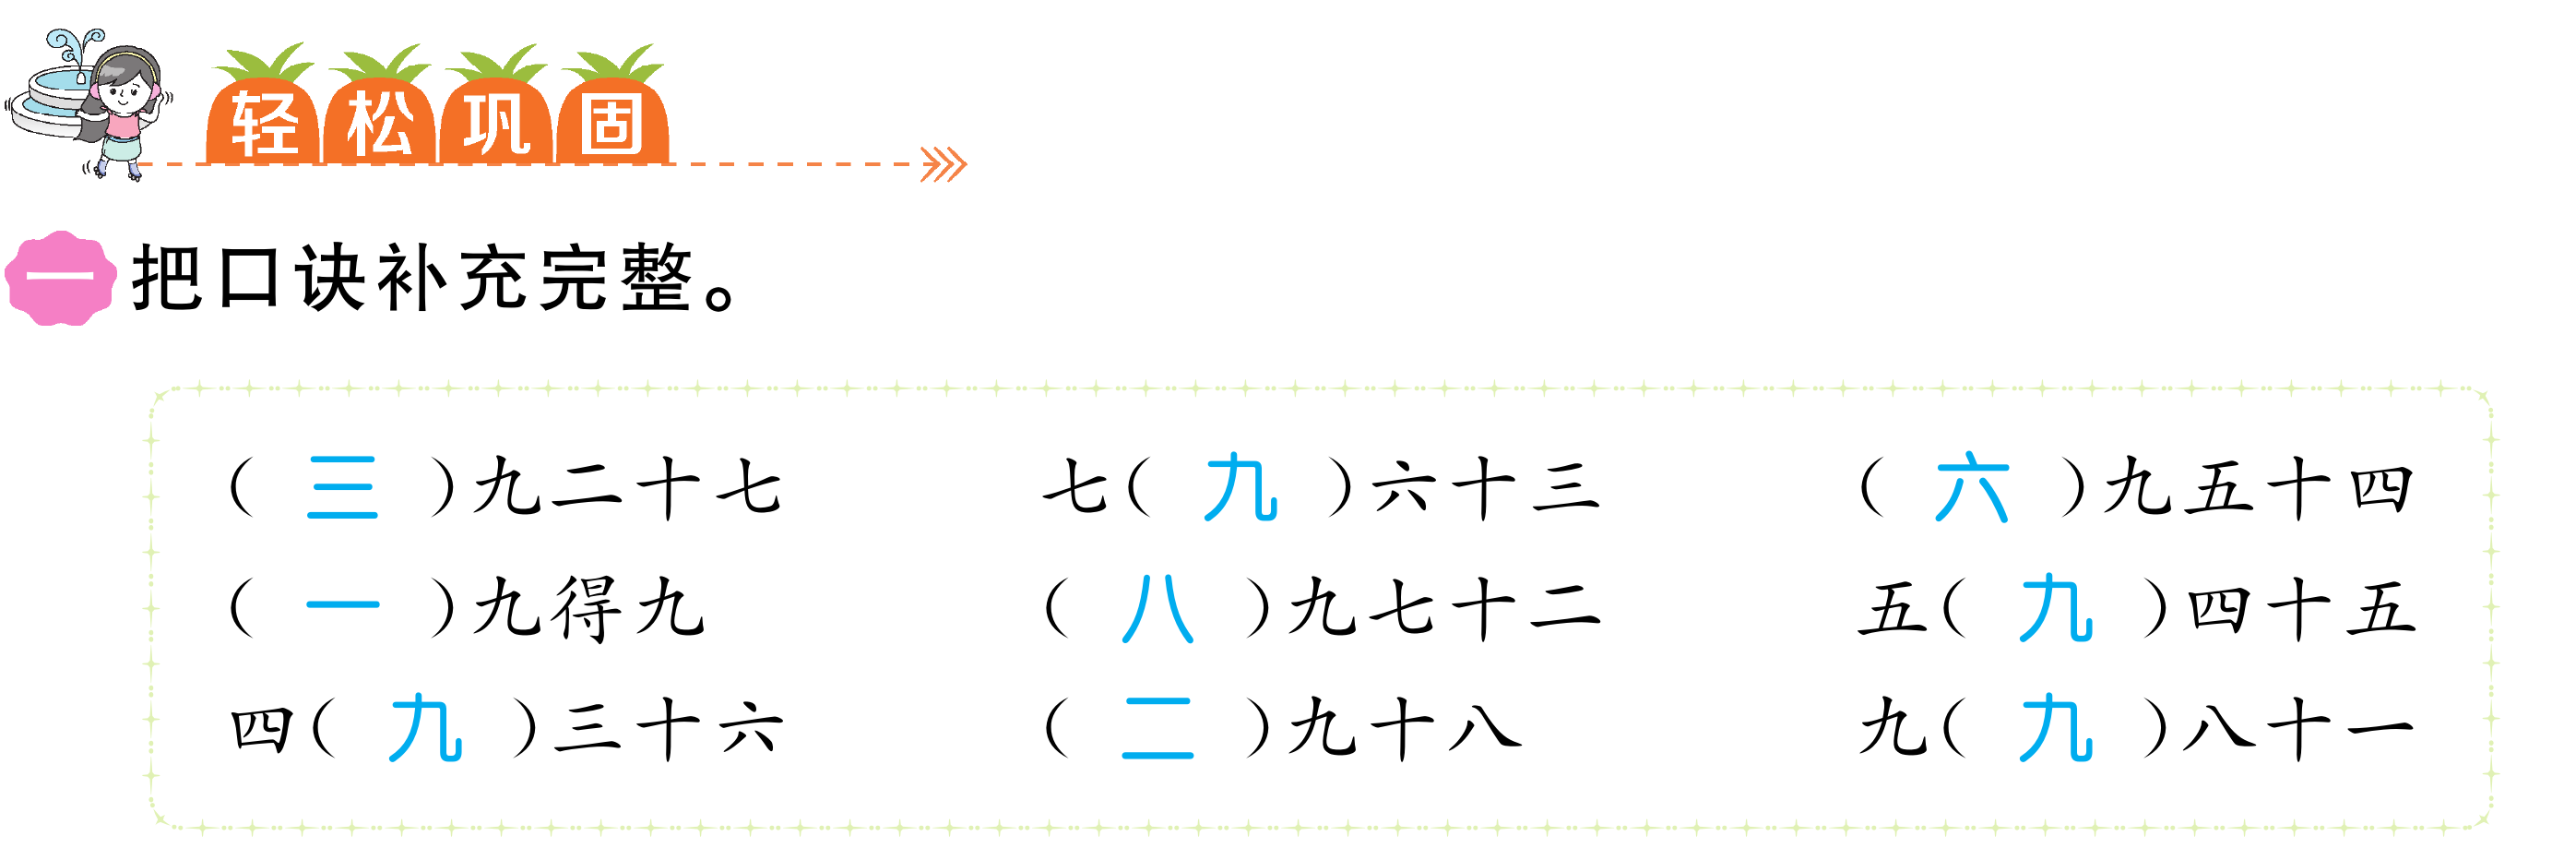 轻松巩固
一 把口诀补充完整。
( 三 )九二十七 七( 九 )六十三 ( 六 )九五十四
( 一 )九得九 ( 八 )九七十二 五( 九 )四十五
四( 九 )三十六 ( 二 )九十八 九( 九 )八十一